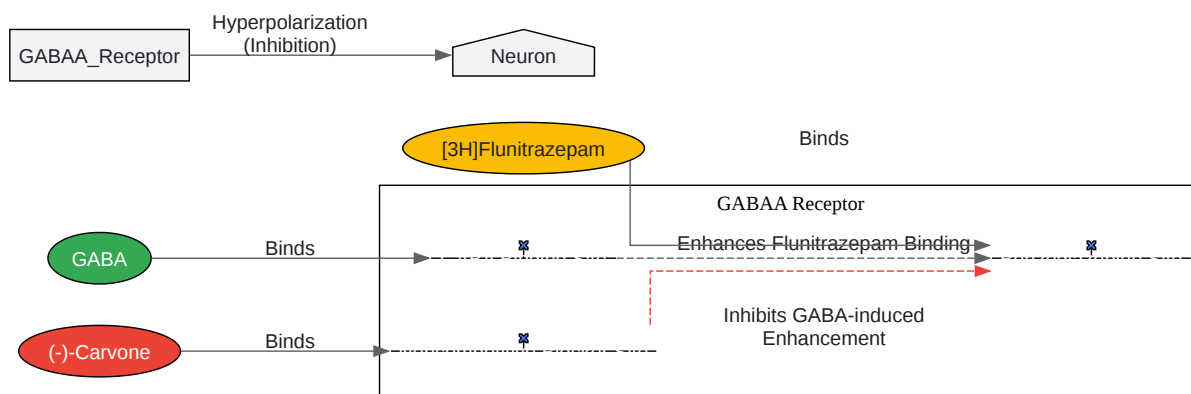 Hyperpolarization
(Inhibition)
GABAA_Receptor
Neuron
[3H]Flunitrazepam
Binds
GABAA Receptor
Enhances Flunitrazepam Binding
GABA
Binds
Inhibits GABA-induced
Enhancement
(-)-Carvone
Binds